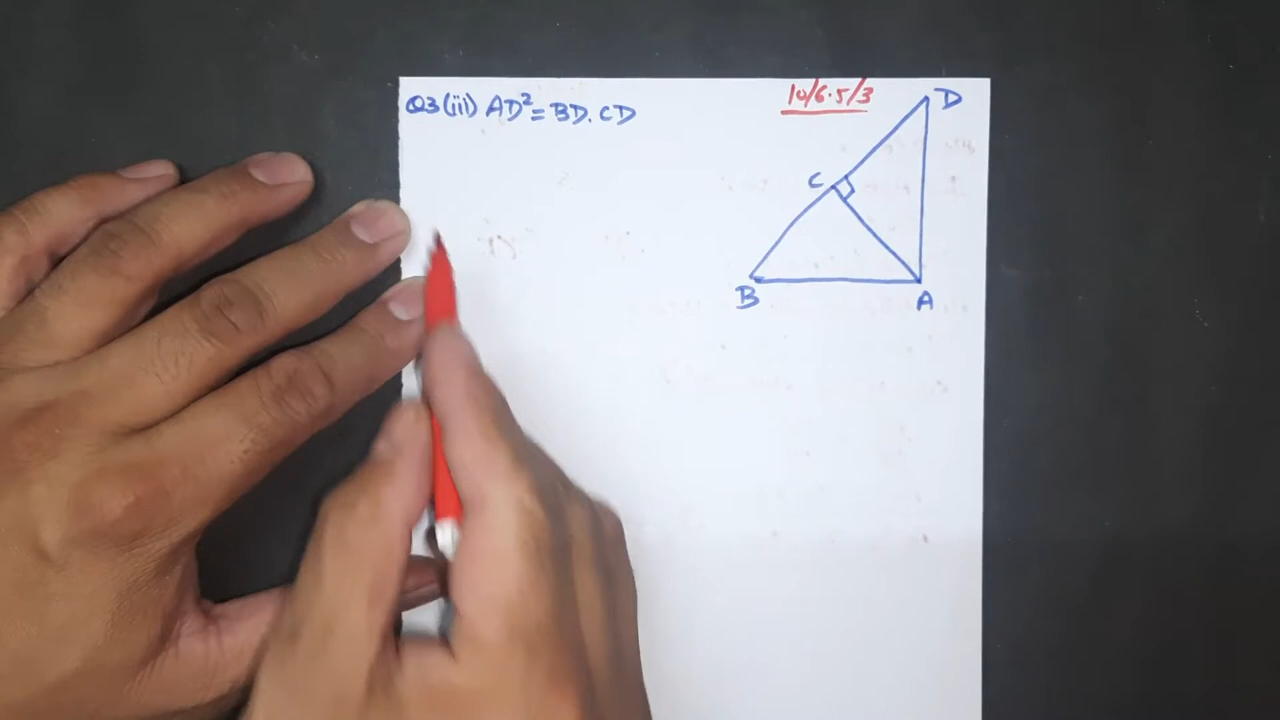 Q3 (iii) AD² = BD. CD
10/6.5/3
D
C
B
A